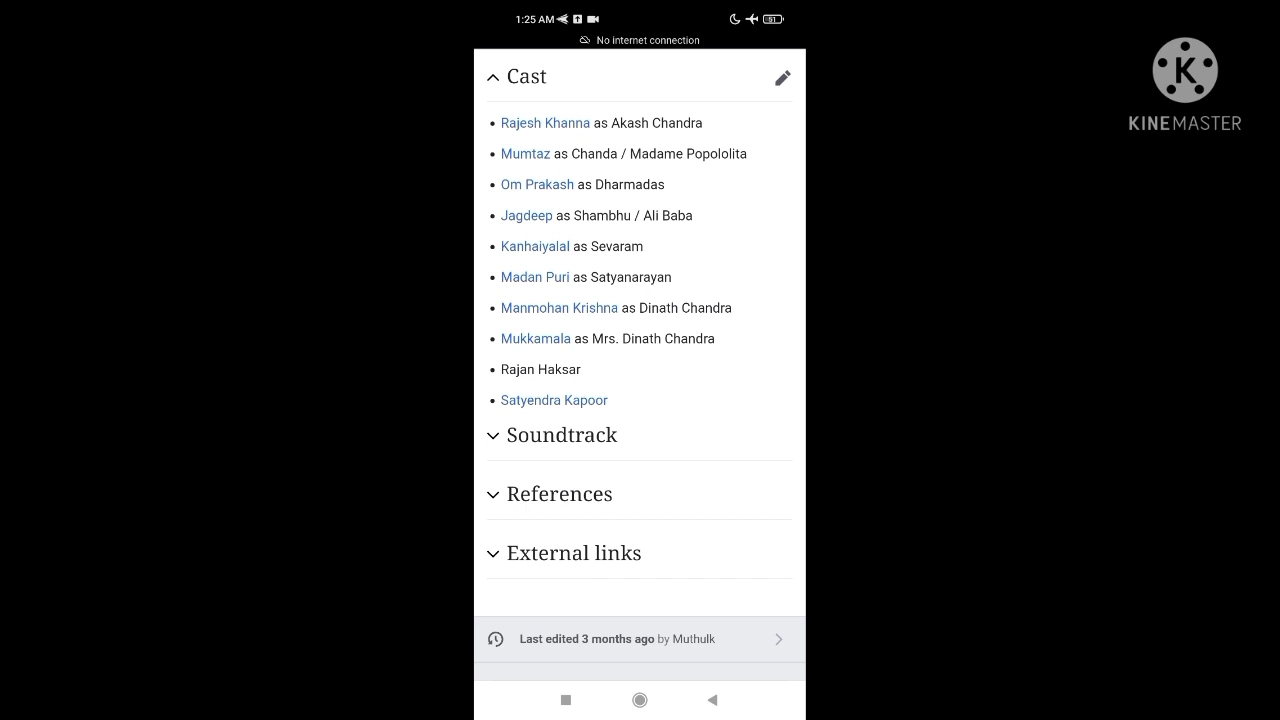 1:25 AM
51
No internet connection
Cast
Rajesh Khanna as Akash Chandra
Mumtaz as Chanda / Madame Popololita
Om Prakash as Dharmadas
Jagdeep as Shambhu / Ali Baba
Kanhaiyalal as Sevaram
Madan Puri as Satyanarayan
Manmohan Krishna as Dinath Chandra
Mukkamala as Mrs. Dinath Chandra
Rajan Haksar
Satyendra Kapoor
Soundtrack
References
External links
Last edited 3 months ago by Muthulk
K
KINEMASTER